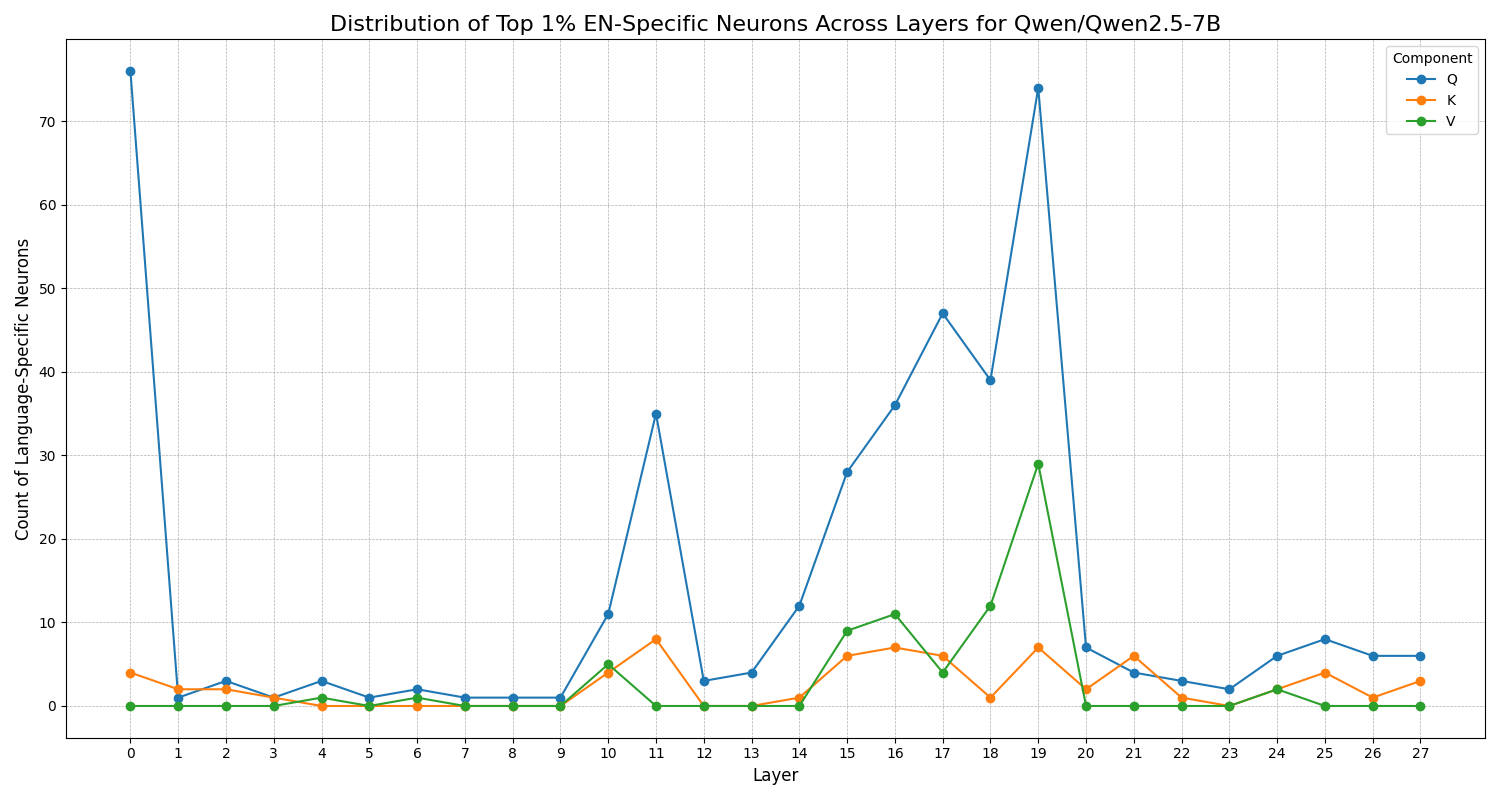 Distribution of Top 1% EN-Specific Neurons Across Layers for Qwen/Qwen2.5-7B
Component
Q
K
V
Count of Language-Specific Neurons
70
60
50
40
30
20
10
0
0 1 2 3 4 5 6 7 8 9 10 11 12 13 14 15 16 17 18 19 20 21 22 23 24 25 26 27
Layer